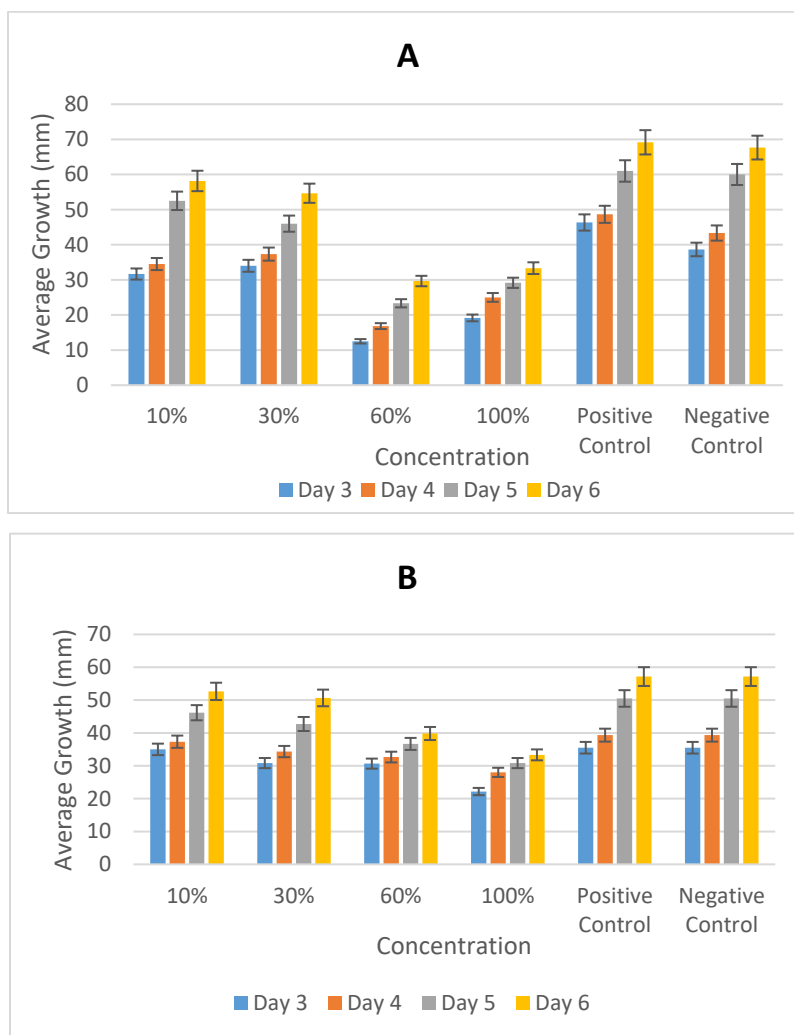 A
80
70
60
50
40
30
20
10
0
Average Growth (mm)
10% 30% 60% 100% Positive Control Negative Control
Concentration
Day 3 Day 4 Day 5 Day 6
B
70
60
50
40
30
20
10
0
Average Growth (mm)
10% 30% 60% 100% Positive Control Negative Control
Concentration
Day 3 Day 4 Day 5 Day 6